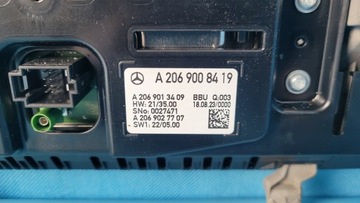 A 206 900 84 19
A 206 901 34 09 BBU Q:003
HW: 21/35.00 18.08.23/0000
SNo: 0027471
A 206 902 77 07
SW1: 22/05.00